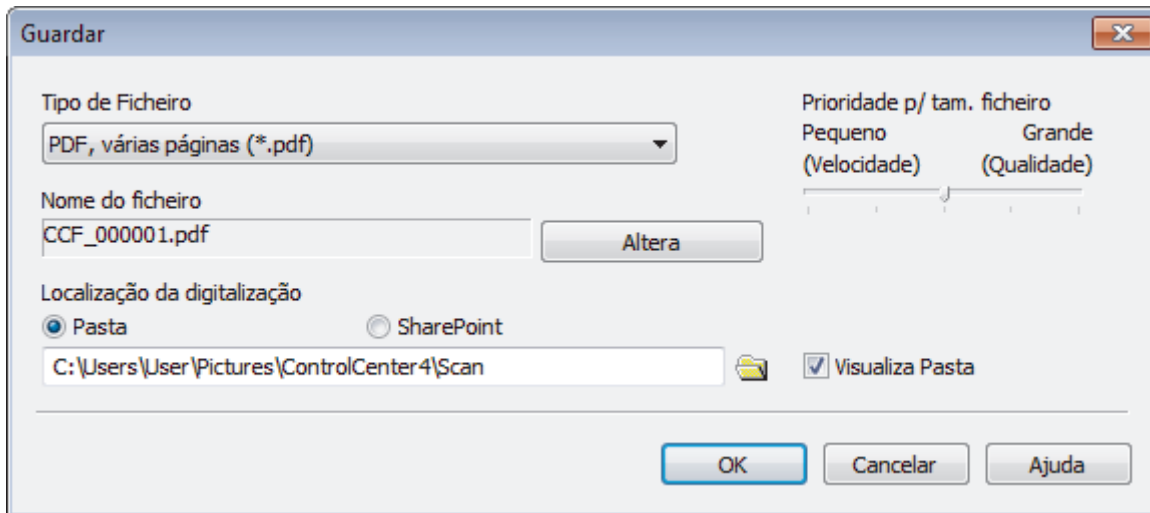 Guardar
Tipo de Ficheiro
PDF, várias páginas (*.pdf)
Prioridade p/ tam. ficheiro
Pequeno Grande
(Velocidade) (Qualidade)
Nome do ficheiro
CCF_000001.pdf
Altera
Localização da digitalização
Pasta SharePoint
C:\Users\User\Pictures\ControlCenter4\Scan
Visualiza Pasta
OK Cancelar Ajuda